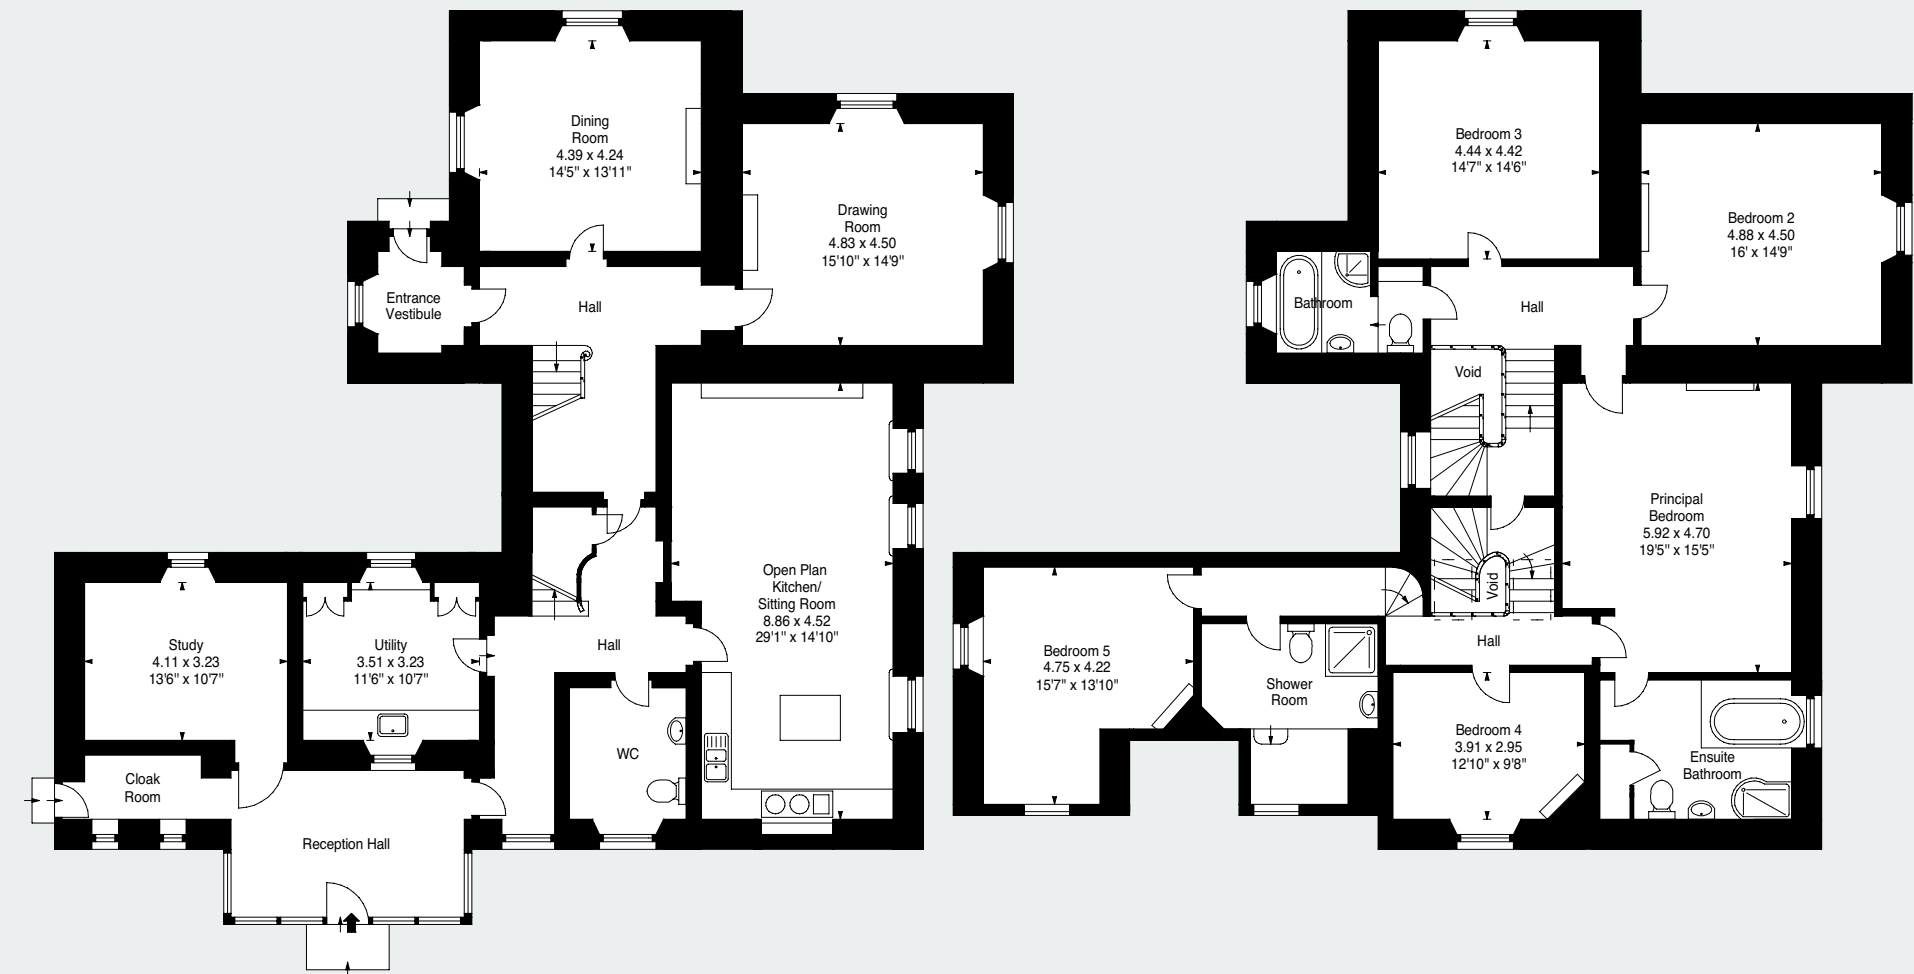 Dining
Room
4.39 x 4.24
14'5" x 13'11"
Drawing
Room
4.83 x 4.50
15'10" x 14'9"
Entrance
Vestibule
Hall
Open Plan
Kitchen/
Sitting Room
8.86 x 4.52
29'1" x 14'10"
Study
4.11 x 3.23
13'6" x 10'7"
Utility
3.51 x 3.23
11'6" x 10'7"
Hall
WC
Cloak
Room
Reception Hall
Bedroom 3
4.44 x 4.42
14'7" x 14'6"
Bedroom 2
4.88 x 4.50
16' x 14'9"
Bathroom
Hall
Void
Principal
Bedroom
5.92 x 4.70
19'5" x 15'5"
Void
Hall
Bedroom 5
4.75 x 4.22
15'7" x 13'10"
Shower
Room
Bedroom 4
3.91 x 2.95
12'10" x 9'8"
Ensuite
Bathroom